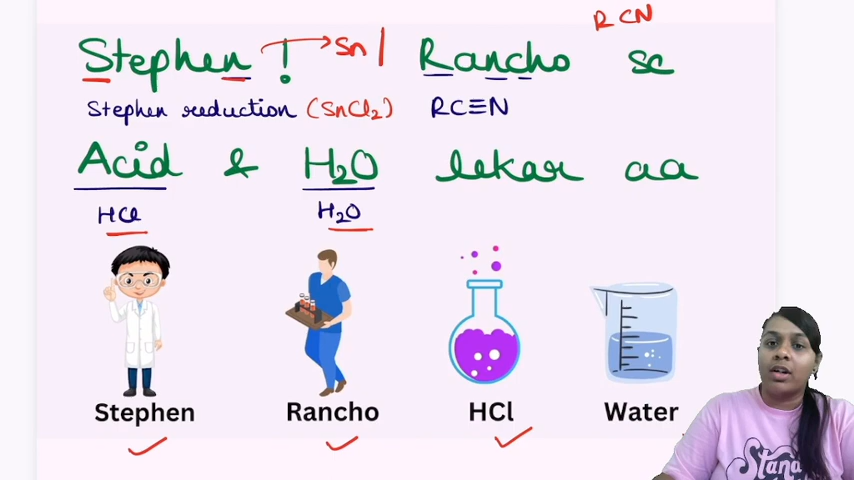 RCN
Stephen ! → Sn | Rancho se
Stephen reduction (SnCl2) RC≡N
Acid & H2O lekar aa
HCl H2O
Stephen Rancho HCl Water
Stand